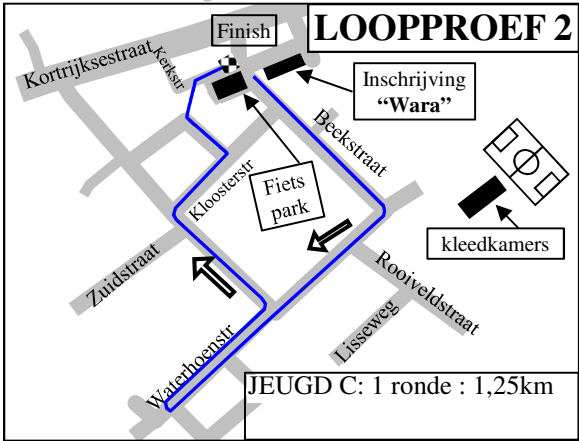 LOOPPROEF 2
Finish
Kortrijksestraat
Kerkstr
Inschrijving
“Wara”
Beekstraat
Kloosterstr
Fiets
park
kleedkamers
Zuidstraat
Rooiveldstraat
Lisseweg
Waterhoenstr
JEUGD C: 1 ronde : 1,25km